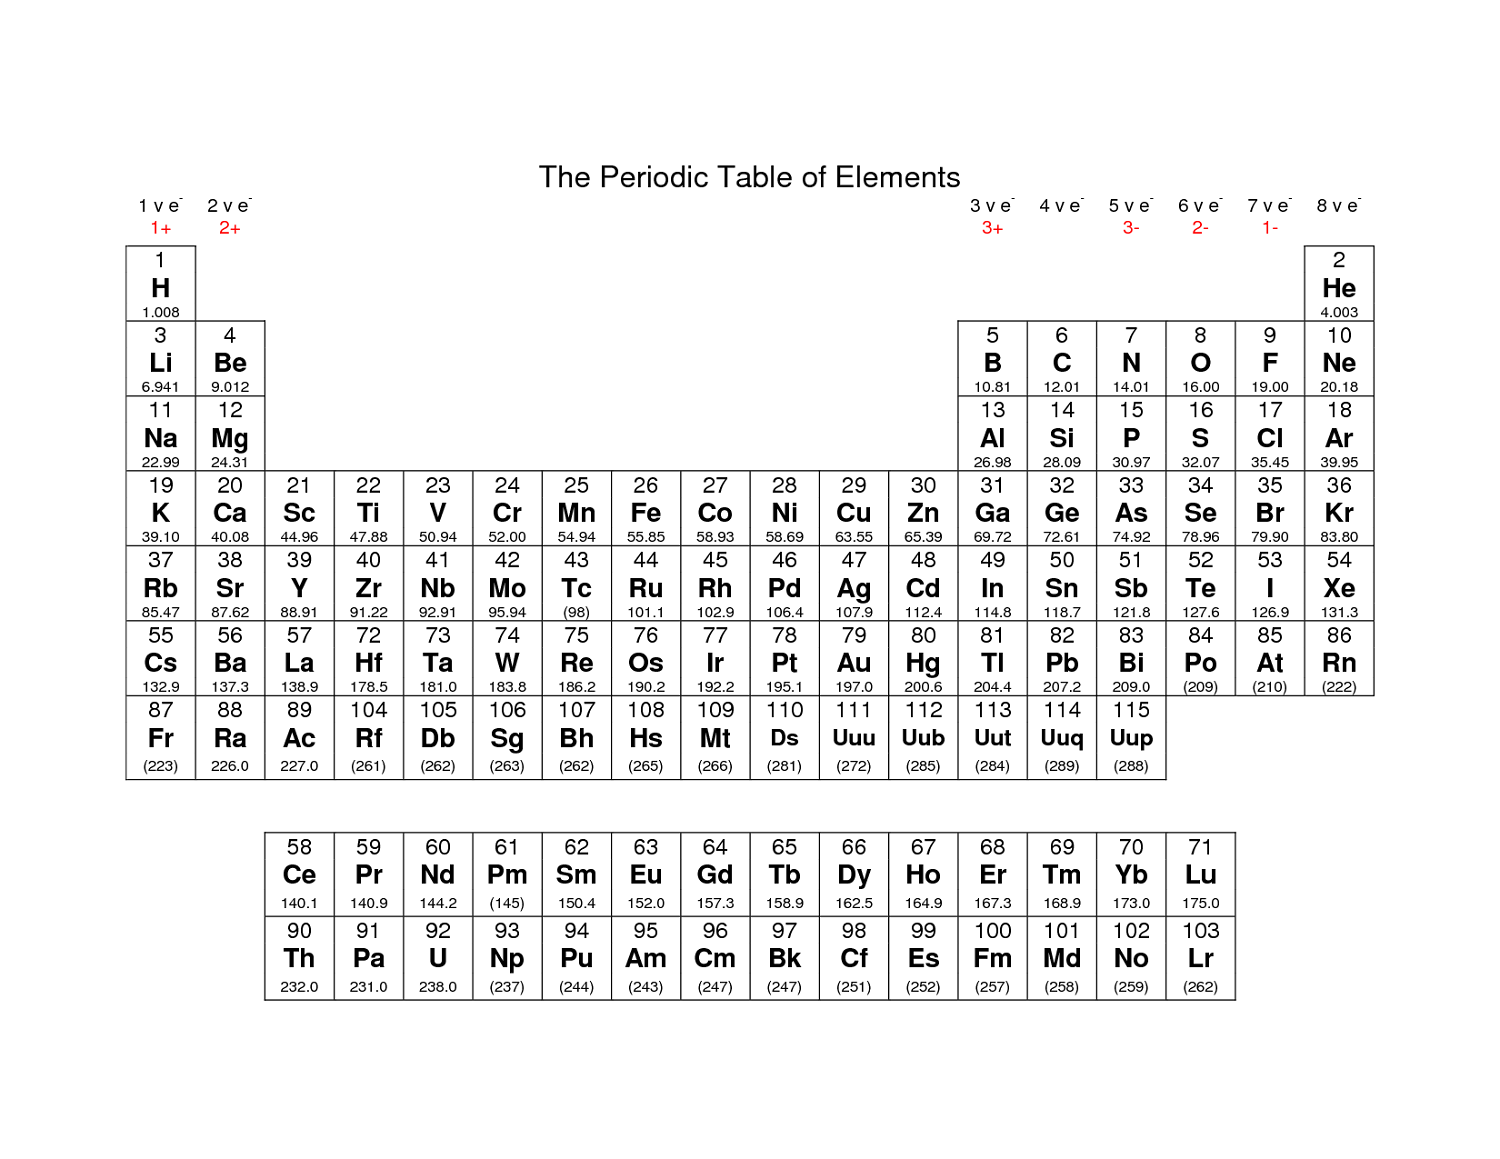 The Periodic Table of Elements
1 v e- 2 v e- 3 v e- 4 v e- 5 v e- 6 v e- 7 v e- 8 v e-
1+ 2+ 3+ 3- 2- 1-
1 2
H He
1.008 4.003
3 4 5 6 7 8 9 10
Li Be B C N O F Ne
6.941 9.012 10.81 12.01 14.01 16.00 19.00 20.18
11 12 13 14 15 16 17 18
Na Mg Al Si P S Cl Ar
22.99 24.31 26.98 28.09 30.97 32.07 35.45 39.95
19 20 21 22 23 24 25 26 27 28 29 30 31 32 33 34 35 36
K Ca Sc Ti V Cr Mn Fe Co Ni Cu Zn Ga Ge As Se Br Kr
39.10 40.08 44.96 47.88 50.94 52.00 54.94 55.85 58.93 58.69 63.55 65.39 69.72 72.61 74.92 78.96 79.90 83.80
37 38 39 40 41 42 43 44 45 46 47 48 49 50 51 52 53 54
Rb Sr Y Zr Nb Mo Tc Ru Rh Pd Ag Cd In Sn Sb Te I Xe
85.47 87.62 88.91 91.22 92.91 95.94 (98) 101.1 102.9 106.4 107.9 112.4 114.8 118.7 121.8 127.6 126.9 131.3
55 56 57 72 73 74 75 76 77 78 79 80 81 82 83 84 85 86
Cs Ba La Hf Ta W Re Os Ir Pt Au Hg Tl Pb Bi Po At Rn
132.9 137.3 138.9 178.5 181.0 183.8 186.2 190.2 192.2 195.1 197.0 200.6 204.4 207.2 209.0 (209) (210) (222)
87 88 89 104 105 106 107 108 109 110 111 112 113 114 115
Fr Ra Ac Rf Db Sg Bh Hs Mt Ds Uuu Uub Uut Uuq Uup
(223) 226.0 227.0 (261) (262) (263) (262) (265) (266) (281) (272) (285) (284) (289) (288)
58 59 60 61 62 63 64 65 66 67 68 69 70 71
Ce Pr Nd Pm Sm Eu Gd Tb Dy Ho Er Tm Yb Lu
140.1 140.9 144.2 (145) 150.4 152.0 157.3 158.9 162.5 164.9 167.3 168.9 173.0 175.0
90 91 92 93 94 95 96 97 98 99 100 101 102 103
Th Pa U Np Pu Am Cm Bk Cf Es Fm Md No Lr
232.0 231.0 238.0 (237) (244) (243) (247) (247) (251) (252) (257) (258) (259) (262)